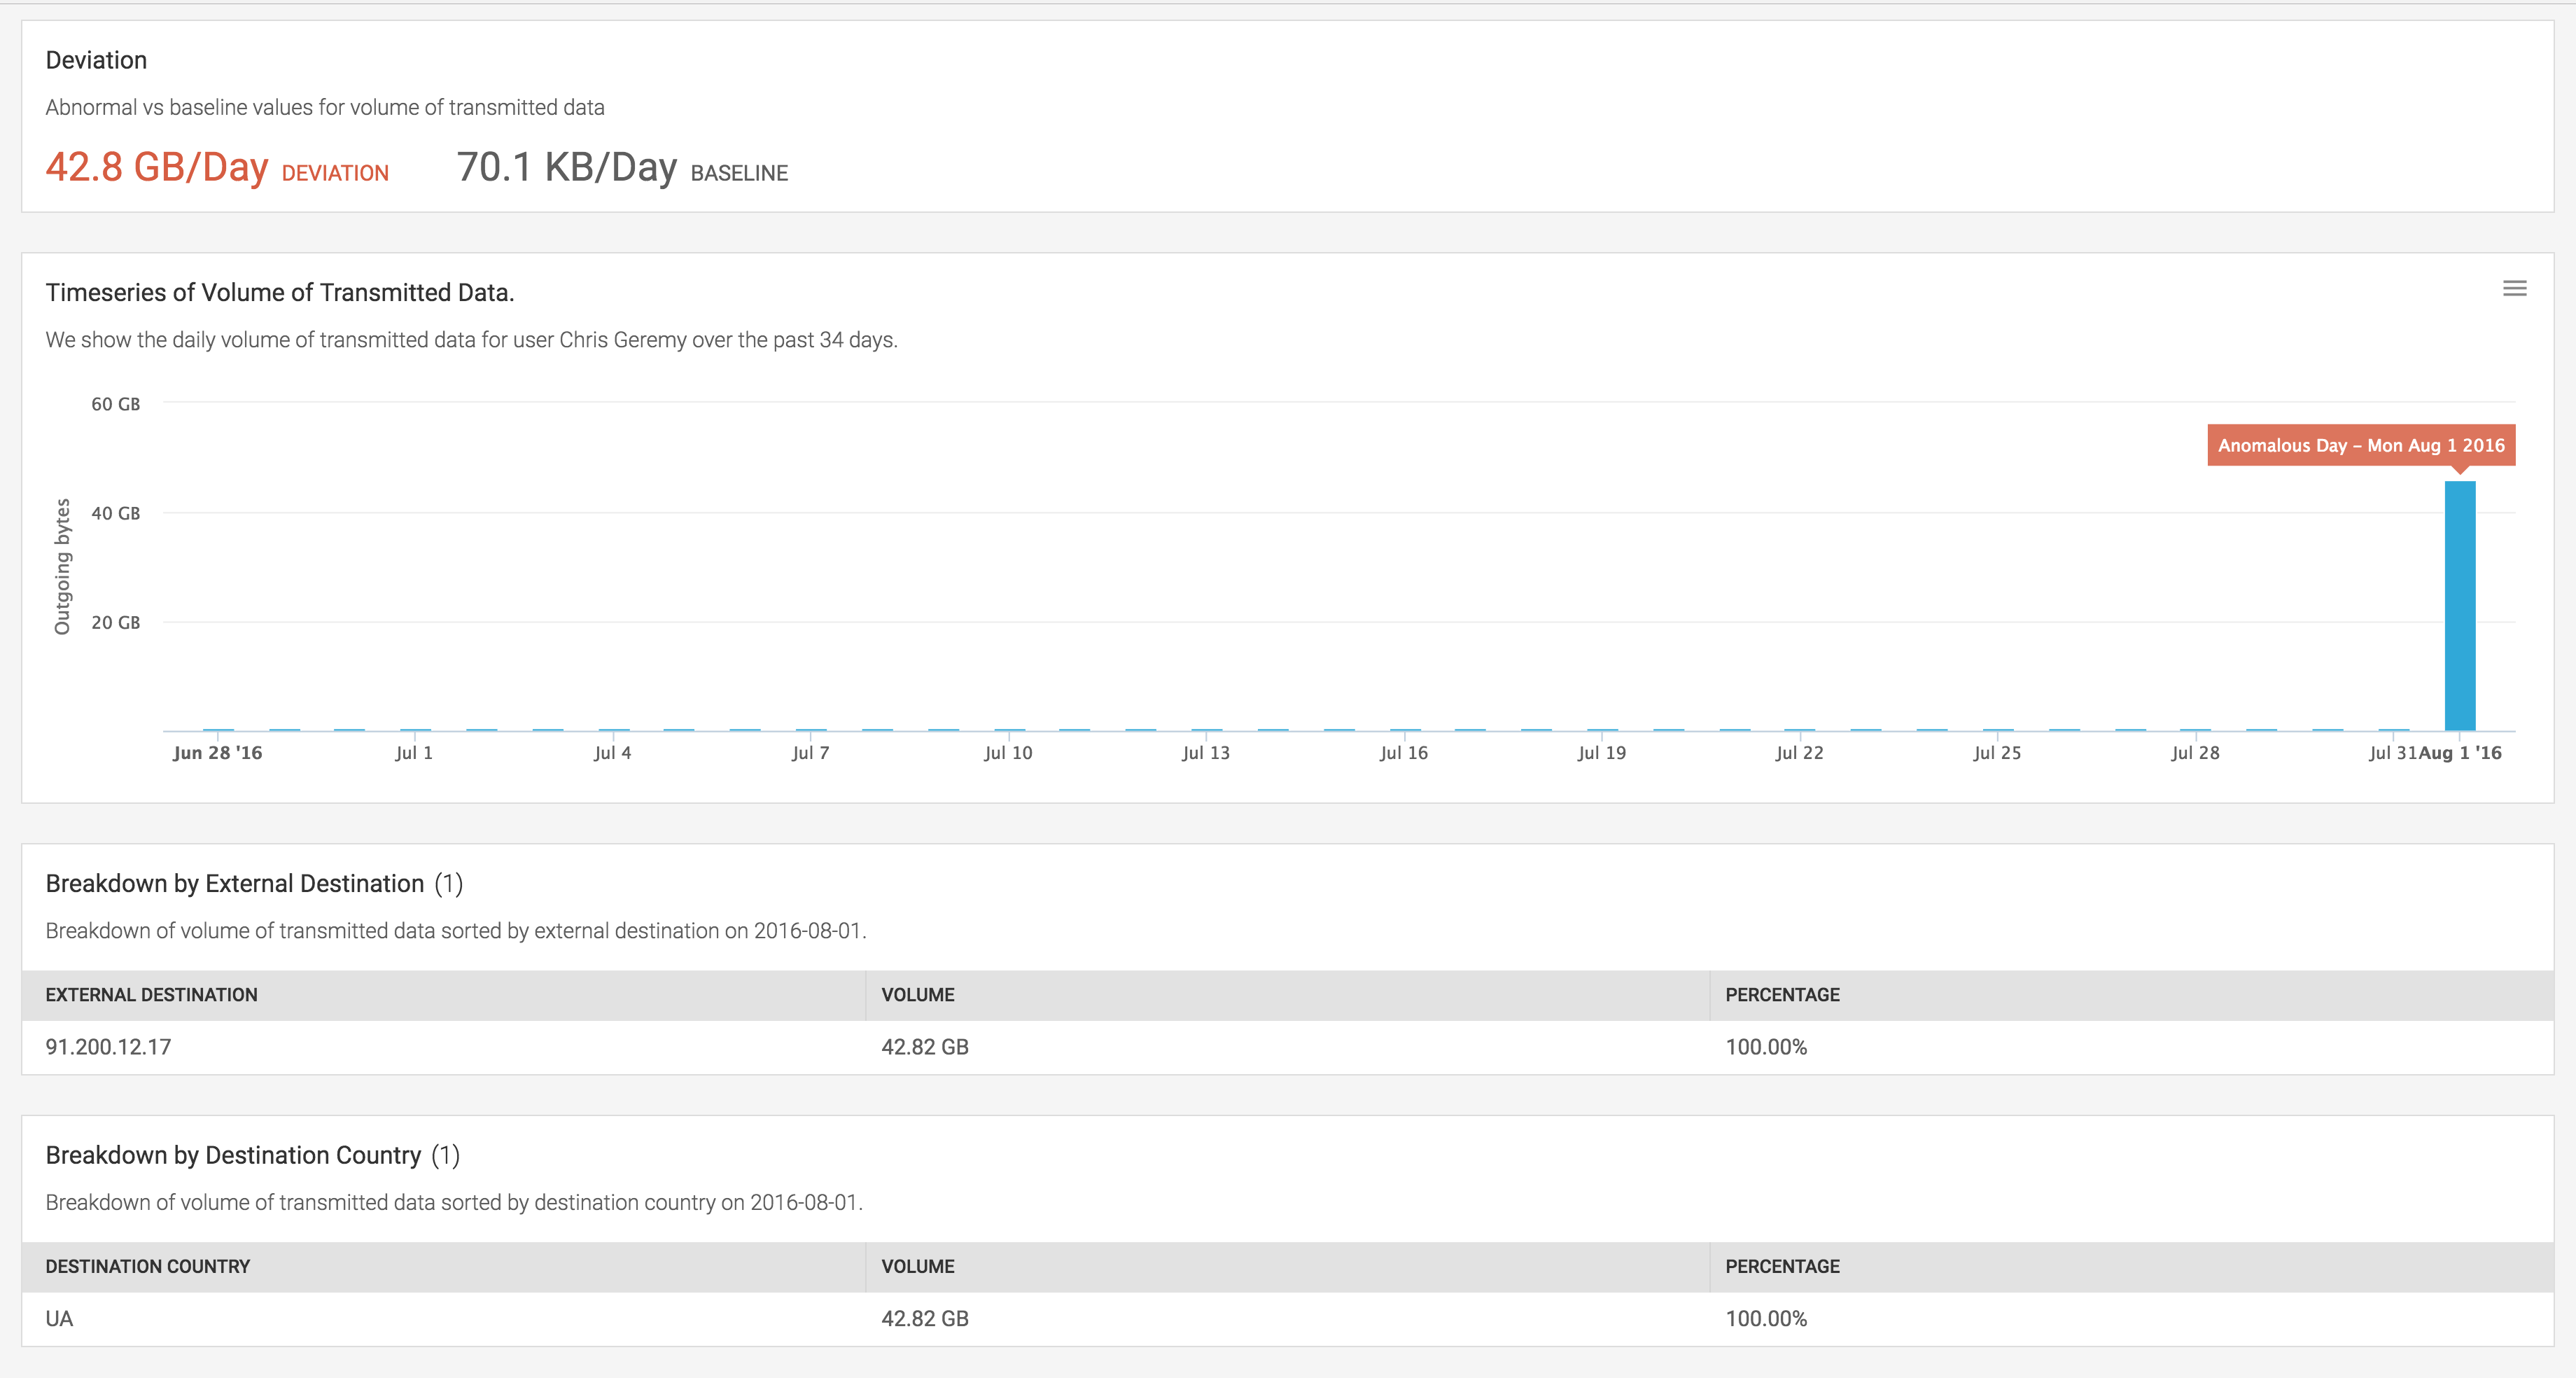 Deviation
Abnormal vs baseline values for volume of transmitted data
42.8 GB/Day DEVIATION 70.1 KB/Day BASELINE
Timeseries of Volume of Transmitted Data.
We show the daily volume of transmitted data for user Chris Geremy over the past 34 days.
60 GB
Anomalous Day – Mon Aug 1 2016
40 GB
Outgoing bytes
20 GB
Jun 28 '16 Jul 1 Jul 4 Jul 7 Jul 10 Jul 13 Jul 16 Jul 19 Jul 22 Jul 25 Jul 28 Jul 31 Aug 1 '16
Breakdown by External Destination (1)
Breakdown of volume of transmitted data sorted by external destination on 2016-08-01.
EXTERNAL DESTINATION VOLUME PERCENTAGE
91.200.12.17 42.82 GB 100.00%
Breakdown by Destination Country (1)
Breakdown of volume of transmitted data sorted by destination country on 2016-08-01.
DESTINATION COUNTRY VOLUME PERCENTAGE
UA 42.82 GB 100.00%